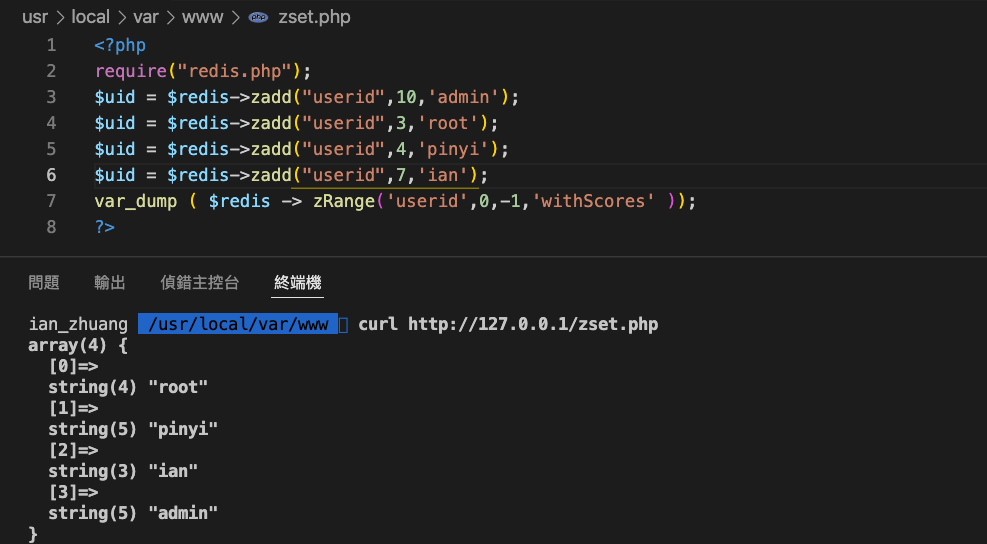 usr > local > var > www > php zset.php
1 <?php
2 require("redis.php");
3 $uid = $redis->zadd("userid",10,'admin');
4 $uid = $redis->zadd("userid",3,'root');
5 $uid = $redis->zadd("userid",4,'pinyi');
6 $uid = $redis->zadd("userid",7,'ian');
7 var_dump ( $redis -> zRange('userid',0,-1,'withScores' ));
8 ?>
問題 輸出 偵錯主控台 終端機
ian_zhuang /usr/local/var/www curl http://127.0.0.1/zset.php
array(4) {
[0]=>
string(4) "root"
[1]=>
string(5) "pinyi"
[2]=>
string(3) "ian"
[3]=>
string(5) "admin"
}